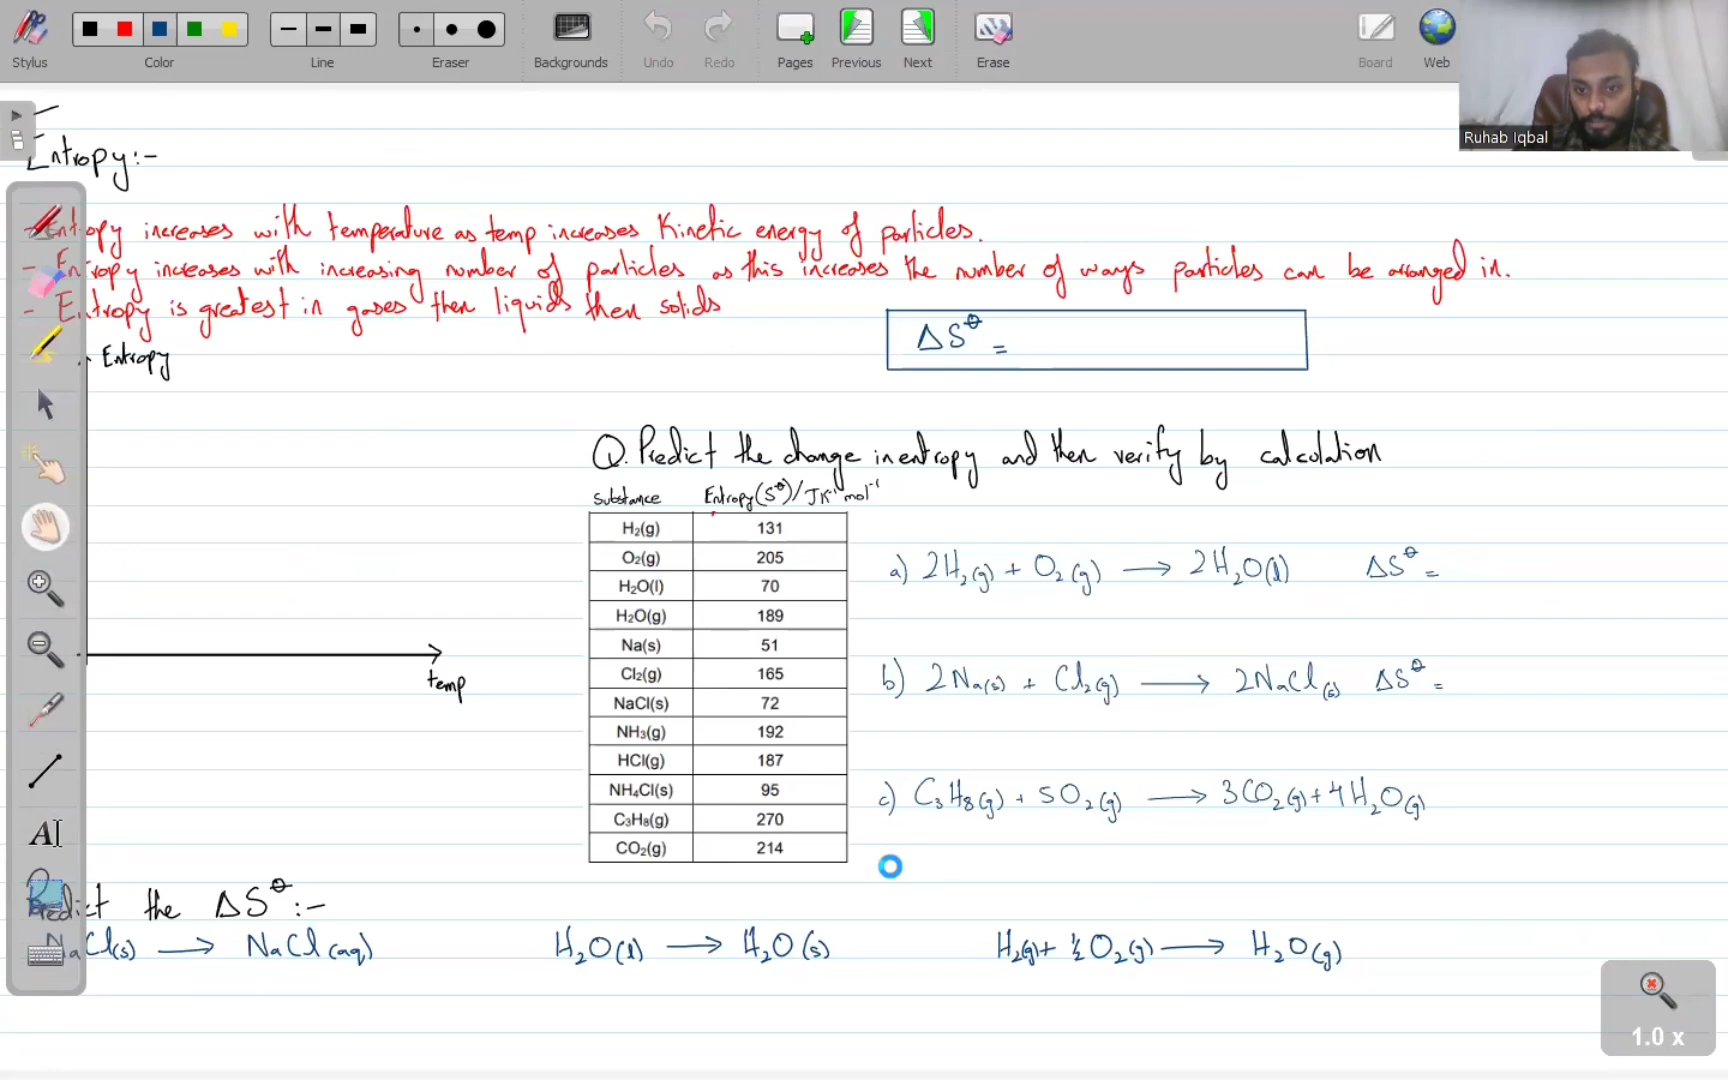 Stylus
Color
Line
Eraser
Backgrounds
Undo
Redo
Pages
Previous
Next
Erase
Board
Web
Ruhab Iqbal
Entropy:-
- Entropy increases with temperature as temp increases Kinetic energy of particles.
- Entropy increases with increasing number of particles as this increases the number of ways particles can be arranged in.
- Entropy is greatest in gases then liquids then solids
Entropy
ΔS⦵ =
temp
Q. Predict the change in entropy and then verify by calculation
Substance Entropy (S⦵)/JK⁻¹mol⁻¹
H₂(g) 131
O₂(g) 205
H₂O(l) 70
H₂O(g) 189
Na(s) 51
Cl₂(g) 165
NaCl(s) 72
NH₃(g) 192
HCl(g) 187
NH₄Cl(s) 95
C₃H₈(g) 270
CO₂(g) 214
a) 2H₂(g) + O₂(g) → 2H₂O(l) ΔS⦵ =
b) 2Na(s) + Cl₂(g) → 2NaCl(s) ΔS⦵ =
c) C₃H₈(g) + 5O₂(g) → 3CO₂(g) + 4H₂O(g)
Predict the ΔS⦵ :-
NaCl(s) → NaCl(aq) H₂O(l) → H₂O(s) H₂(g) + ½O₂(g) → H₂O(g)
1.0 x